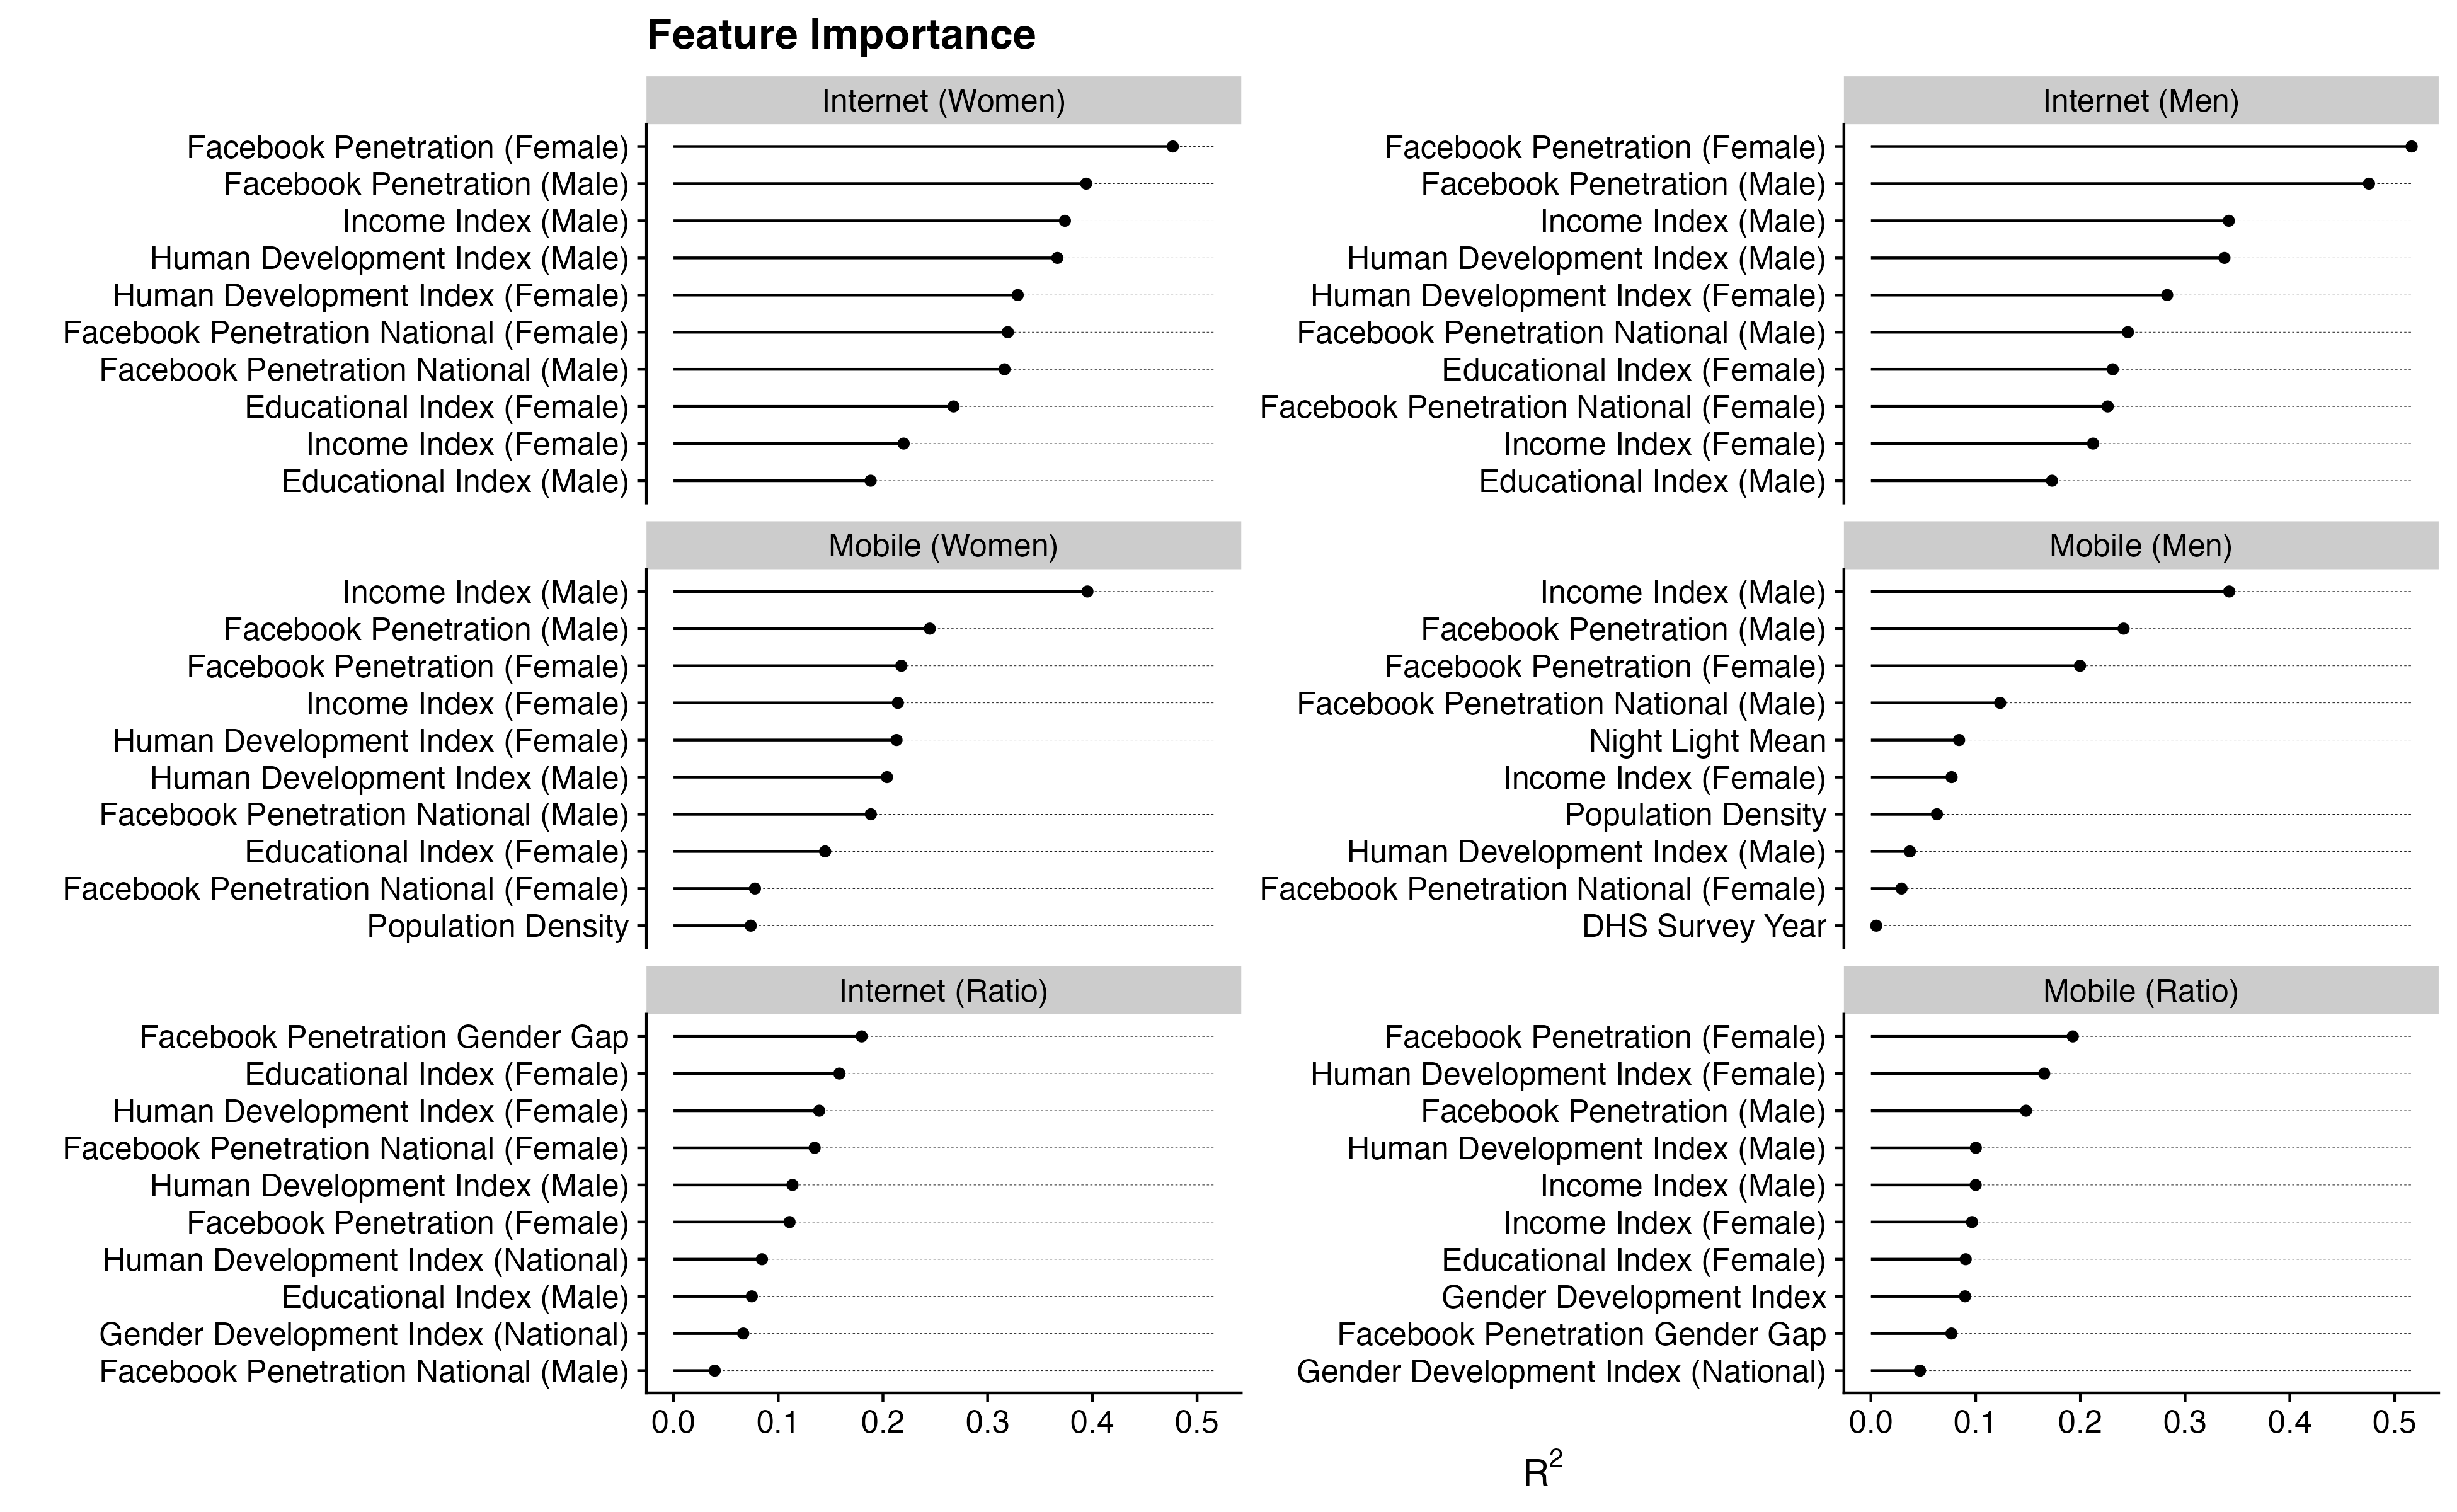 Feature Importance
Internet (Women)
Facebook Penetration (Female)
Facebook Penetration (Male)
Income Index (Male)
Human Development Index (Male)
Human Development Index (Female)
Facebook Penetration National (Female)
Facebook Penetration National (Male)
Educational Index (Female)
Income Index (Female)
Educational Index (Male)
Internet (Men)
Facebook Penetration (Female)
Facebook Penetration (Male)
Income Index (Male)
Human Development Index (Male)
Human Development Index (Female)
Facebook Penetration National (Male)
Educational Index (Female)
Facebook Penetration National (Female)
Income Index (Female)
Educational Index (Male)
Mobile (Women)
Income Index (Male)
Facebook Penetration (Male)
Facebook Penetration (Female)
Income Index (Female)
Human Development Index (Female)
Human Development Index (Male)
Facebook Penetration National (Male)
Educational Index (Female)
Facebook Penetration National (Female)
Population Density
Mobile (Men)
Income Index (Male)
Facebook Penetration (Male)
Facebook Penetration (Female)
Facebook Penetration National (Male)
Night Light Mean
Income Index (Female)
Population Density
Human Development Index (Male)
Facebook Penetration National (Female)
DHS Survey Year
Internet (Ratio)
Facebook Penetration Gender Gap
Educational Index (Female)
Human Development Index (Female)
Facebook Penetration National (Female)
Human Development Index (Male)
Facebook Penetration (Female)
Human Development Index (National)
Educational Index (Male)
Gender Development Index (National)
Facebook Penetration National (Male)
0.0 0.1 0.2 0.3 0.4 0.5
Mobile (Ratio)
Facebook Penetration (Female)
Human Development Index (Female)
Facebook Penetration (Male)
Human Development Index (Male)
Income Index (Male)
Income Index (Female)
Educational Index (Female)
Gender Development Index
Facebook Penetration Gender Gap
Gender Development Index (National)
0.0 0.1 0.2 0.3 0.4 0.5
R²